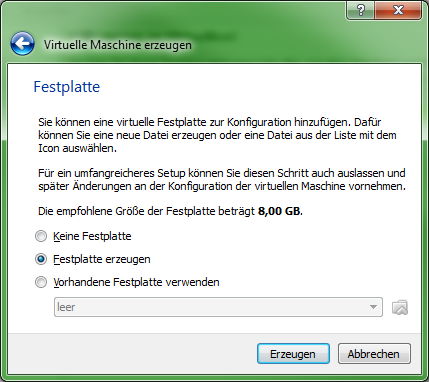 Virtuelle Maschine erzeugen
Festplatte
Sie können eine virtuelle Festplatte zur Konfiguration hinzufügen. Dafür
können Sie eine neue Datei erzeugen oder eine Datei aus der Liste mit dem
Icon auswählen.
Für ein umfangreicheres Setup können Sie diesen Schritt auch auslassen und
später Änderungen an der Konfiguration der virtuellen Maschine vornehmen.
Die empfohlene Größe der Festplatte beträgt 8,00 GB.
Keine Festplatte
Festplatte erzeugen
Vorhandene Festplatte verwenden
leer
Erzeugen Abbrechen